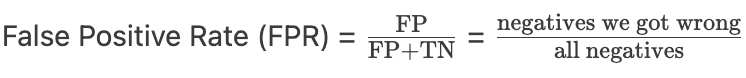 False Positive Rate (FPR) = FP / FP+TN = negatives we got wrong / all negatives